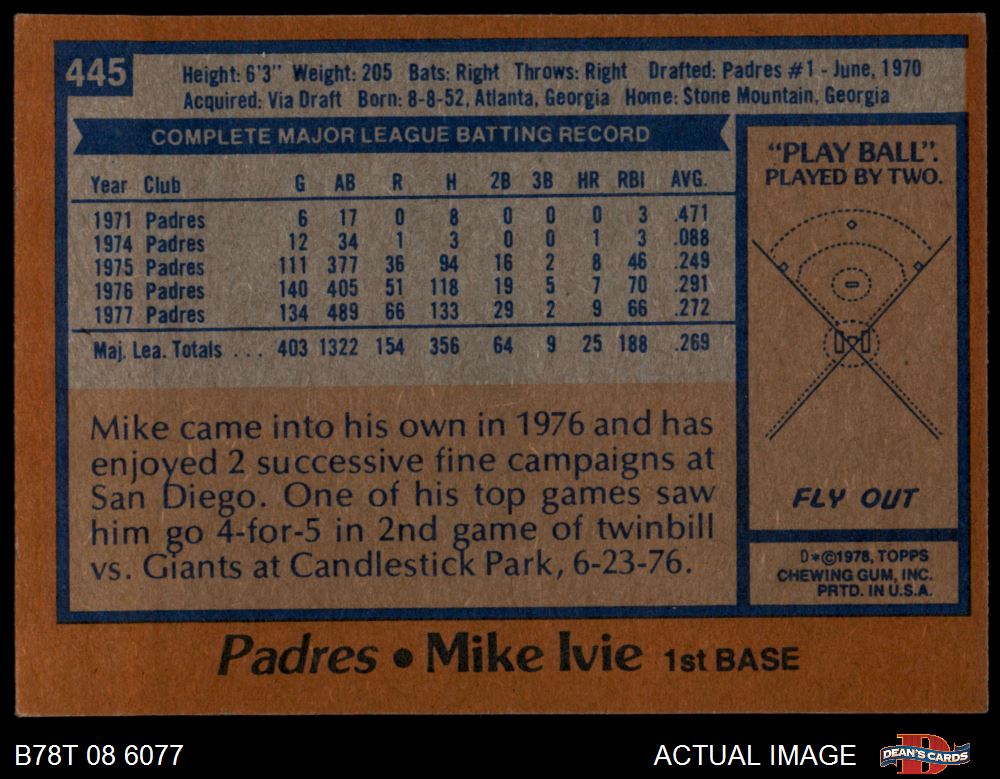 445
Height: 6'3" Weight: 205 Bats: Right Throws: Right Drafted: Padres #1 - June, 1970
Acquired: Via Draft Born: 8-8-52, Atlanta, Georgia Home: Stone Mountain, Georgia
COMPLETE MAJOR LEAGUE BATTING RECORD
Year Club G AB R H 2B 3B HR RBI AVG.
1971 Padres 6 17 0 8 0 0 0 3 .471
1974 Padres 12 34 1 3 0 0 1 3 .088
1975 Padres 111 377 36 94 16 2 8 46 .249
1976 Padres 140 405 51 118 19 5 7 70 .291
1977 Padres 134 489 66 133 29 2 9 66 .272
Maj. Lea. Totals ... 403 1322 154 356 64 9 25 188 .269
Mike came into his own in 1976 and has
enjoyed 2 successive fine campaigns at
San Diego. One of his top games saw
him go 4-for-5 in 2nd game of twinbill
vs. Giants at Candlestick Park, 6-23-76.
"PLAY BALL".
PLAYED BY TWO.
FLY OUT
D*©1978, TOPPS
CHEWING GUM, INC.
PRTD. IN U.S.A.
Padres • Mike Ivie 1st BASE
B78T 08 6077
ACTUAL IMAGE
D
DEAN'S CARDS